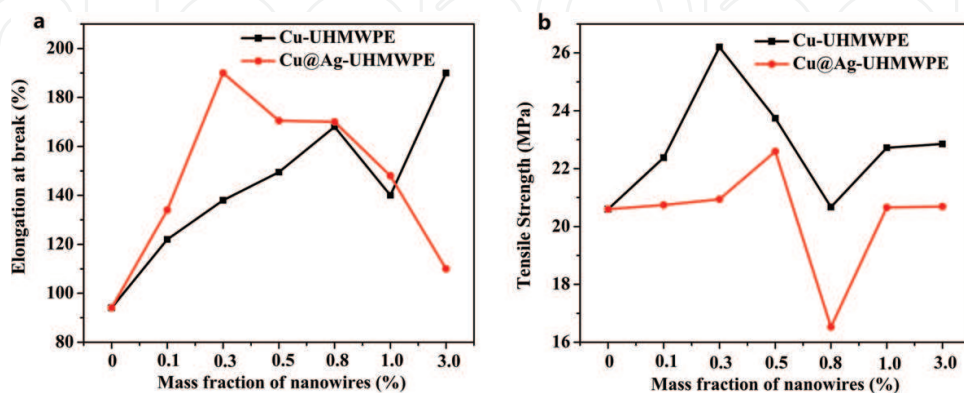 a
Cu-UHMWPE
Cu@Ag-UHMWPE
200
180
160
140
120
100
80
Elongation at break (%)
0 0.1 0.3 0.5 0.8 1.0 3.0
Mass fraction of nanowires (%)
b
Cu-UHMWPE
Cu@Ag-UHMWPE
26
24
22
20
18
16
Tensile Strength (MPa)
0 0.1 0.3 0.5 0.8 1.0 3.0
Mass fraction of nanowires (%)